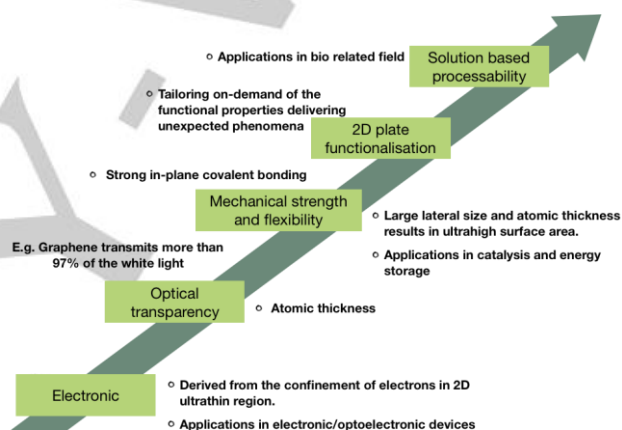 Applications in bio related field
Solution based
processability
Tailoring on-demand of the
functional properties delivering
unexpected phenomena
2D plate
functionalisation
Strong in-plane covalent bonding
Mechanical strength
and flexibility
Large lateral size and atomic thickness
results in ultrahigh surface area.
Applications in catalysis and energy
storage
E.g. Graphene transmits more than
97% of the white light
Optical
transparency
Atomic thickness
Electronic
Derived from the confinement of electrons in 2D
ultrathin region.
Applications in electronic/optoelectronic devices